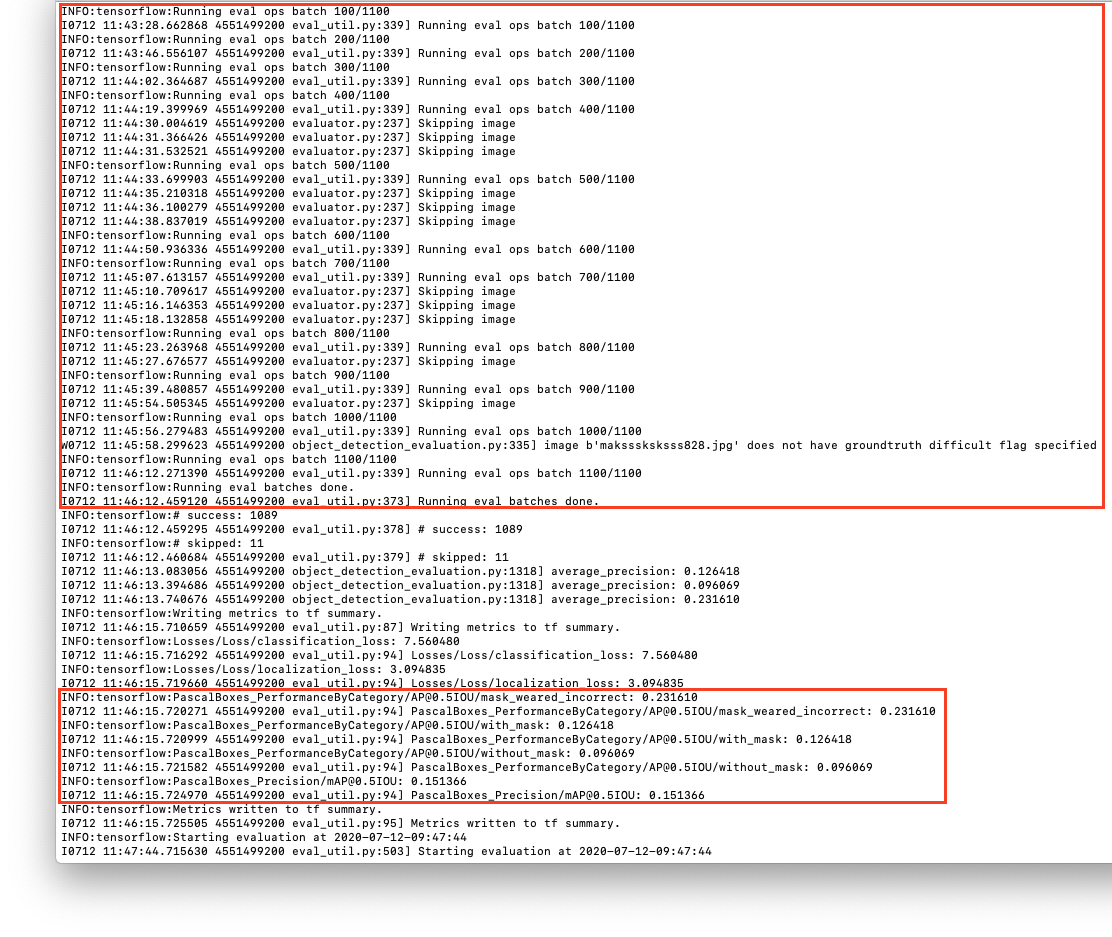 INFO:tensorflow:Running eval ops batch 100/1100
I0712 11:43:28.662868 4551499200 eval_util.py:339] Running eval ops batch 100/1100
INFO:tensorflow:Running eval ops batch 200/1100
I0712 11:43:46.556107 4551499200 eval_util.py:339] Running eval ops batch 200/1100
INFO:tensorflow:Running eval ops batch 300/1100
I0712 11:44:02.364687 4551499200 eval_util.py:339] Running eval ops batch 300/1100
INFO:tensorflow:Running eval ops batch 400/1100
I0712 11:44:19.399969 4551499200 eval_util.py:339] Running eval ops batch 400/1100
I0712 11:44:30.004619 4551499200 evaluator.py:237] Skipping image
I0712 11:44:31.366426 4551499200 evaluator.py:237] Skipping image
I0712 11:44:31.532521 4551499200 evaluator.py:237] Skipping image
INFO:tensorflow:Running eval ops batch 500/1100
I0712 11:44:33.699903 4551499200 eval_util.py:339] Running eval ops batch 500/1100
I0712 11:44:35.210318 4551499200 evaluator.py:237] Skipping image
I0712 11:44:36.100279 4551499200 evaluator.py:237] Skipping image
I0712 11:44:38.837019 4551499200 evaluator.py:237] Skipping image
INFO:tensorflow:Running eval ops batch 600/1100
I0712 11:44:50.936336 4551499200 eval_util.py:339] Running eval ops batch 600/1100
INFO:tensorflow:Running eval ops batch 700/1100
I0712 11:45:07.613157 4551499200 eval_util.py:339] Running eval ops batch 700/1100
I0712 11:45:10.709617 4551499200 evaluator.py:237] Skipping image
I0712 11:45:16.146353 4551499200 evaluator.py:237] Skipping image
I0712 11:45:18.132858 4551499200 evaluator.py:237] Skipping image
INFO:tensorflow:Running eval ops batch 800/1100
I0712 11:45:23.263968 4551499200 eval_util.py:339] Running eval ops batch 800/1100
I0712 11:45:27.676577 4551499200 evaluator.py:237] Skipping image
INFO:tensorflow:Running eval ops batch 900/1100
I0712 11:45:39.480857 4551499200 eval_util.py:339] Running eval ops batch 900/1100
I0712 11:45:54.505345 4551499200 evaluator.py:237] Skipping image
INFO:tensorflow:Running eval ops batch 1000/1100
I0712 11:45:56.279483 4551499200 eval_util.py:339] Running eval ops batch 1000/1100
W0712 11:45:58.299623 4551499200 object_detection_evaluation.py:335] image b'maksssksksss828.jpg' does not have groundtruth difficult flag specified
INFO:tensorflow:Running eval ops batch 1100/1100
I0712 11:46:12.271390 4551499200 eval_util.py:339] Running eval ops batch 1100/1100
INFO:tensorflow:Running eval batches done.
I0712 11:46:12.459120 4551499200 eval_util.py:373] Running eval batches done.
INFO:tensorflow:# success: 1089
I0712 11:46:12.459295 4551499200 eval_util.py:378] # success: 1089
INFO:tensorflow:# skipped: 11
I0712 11:46:12.460684 4551499200 eval_util.py:379] # skipped: 11
I0712 11:46:13.083056 4551499200 object_detection_evaluation.py:1318] average_precision: 0.126418
I0712 11:46:13.394686 4551499200 object_detection_evaluation.py:1318] average_precision: 0.096069
I0712 11:46:13.740676 4551499200 object_detection_evaluation.py:1318] average_precision: 0.231610
INFO:tensorflow:Writing metrics to tf summary.
I0712 11:46:15.710659 4551499200 eval_util.py:87] Writing metrics to tf summary.
INFO:tensorflow:Losses/Loss/classification_loss: 7.560480
I0712 11:46:15.716292 4551499200 eval_util.py:94] Losses/Loss/classification_loss: 7.560480
INFO:tensorflow:Losses/Loss/localization_loss: 3.094835
I0712 11:46:15.719660 4551499200 eval_util.py:94] Losses/Loss/localization_loss: 3.094835
INFO:tensorflow:PascalBoxes_PerformanceByCategory/AP@0.5IOU/mask_weared_incorrect: 0.231610
I0712 11:46:15.720271 4551499200 eval_util.py:94] PascalBoxes_PerformanceByCategory/AP@0.5IOU/mask_weared_incorrect: 0.231610
INFO:tensorflow:PascalBoxes_PerformanceByCategory/AP@0.5IOU/with_mask: 0.126418
I0712 11:46:15.720999 4551499200 eval_util.py:94] PascalBoxes_PerformanceByCategory/AP@0.5IOU/with_mask: 0.126418
INFO:tensorflow:PascalBoxes_PerformanceByCategory/AP@0.5IOU/without_mask: 0.096069
I0712 11:46:15.721582 4551499200 eval_util.py:94] PascalBoxes_PerformanceByCategory/AP@0.5IOU/without_mask: 0.096069
INFO:tensorflow:PascalBoxes_Precision/mAP@0.5IOU: 0.151366
I0712 11:46:15.724970 4551499200 eval_util.py:94] PascalBoxes_Precision/mAP@0.5IOU: 0.151366
INFO:tensorflow:Metrics written to tf summary.
I0712 11:46:15.725505 4551499200 eval_util.py:95] Metrics written to tf summary.
INFO:tensorflow:Starting evaluation at 2020-07-12-09:47:44
I0712 11:47:44.715630 4551499200 eval_util.py:503] Starting evaluation at 2020-07-12-09:47:44